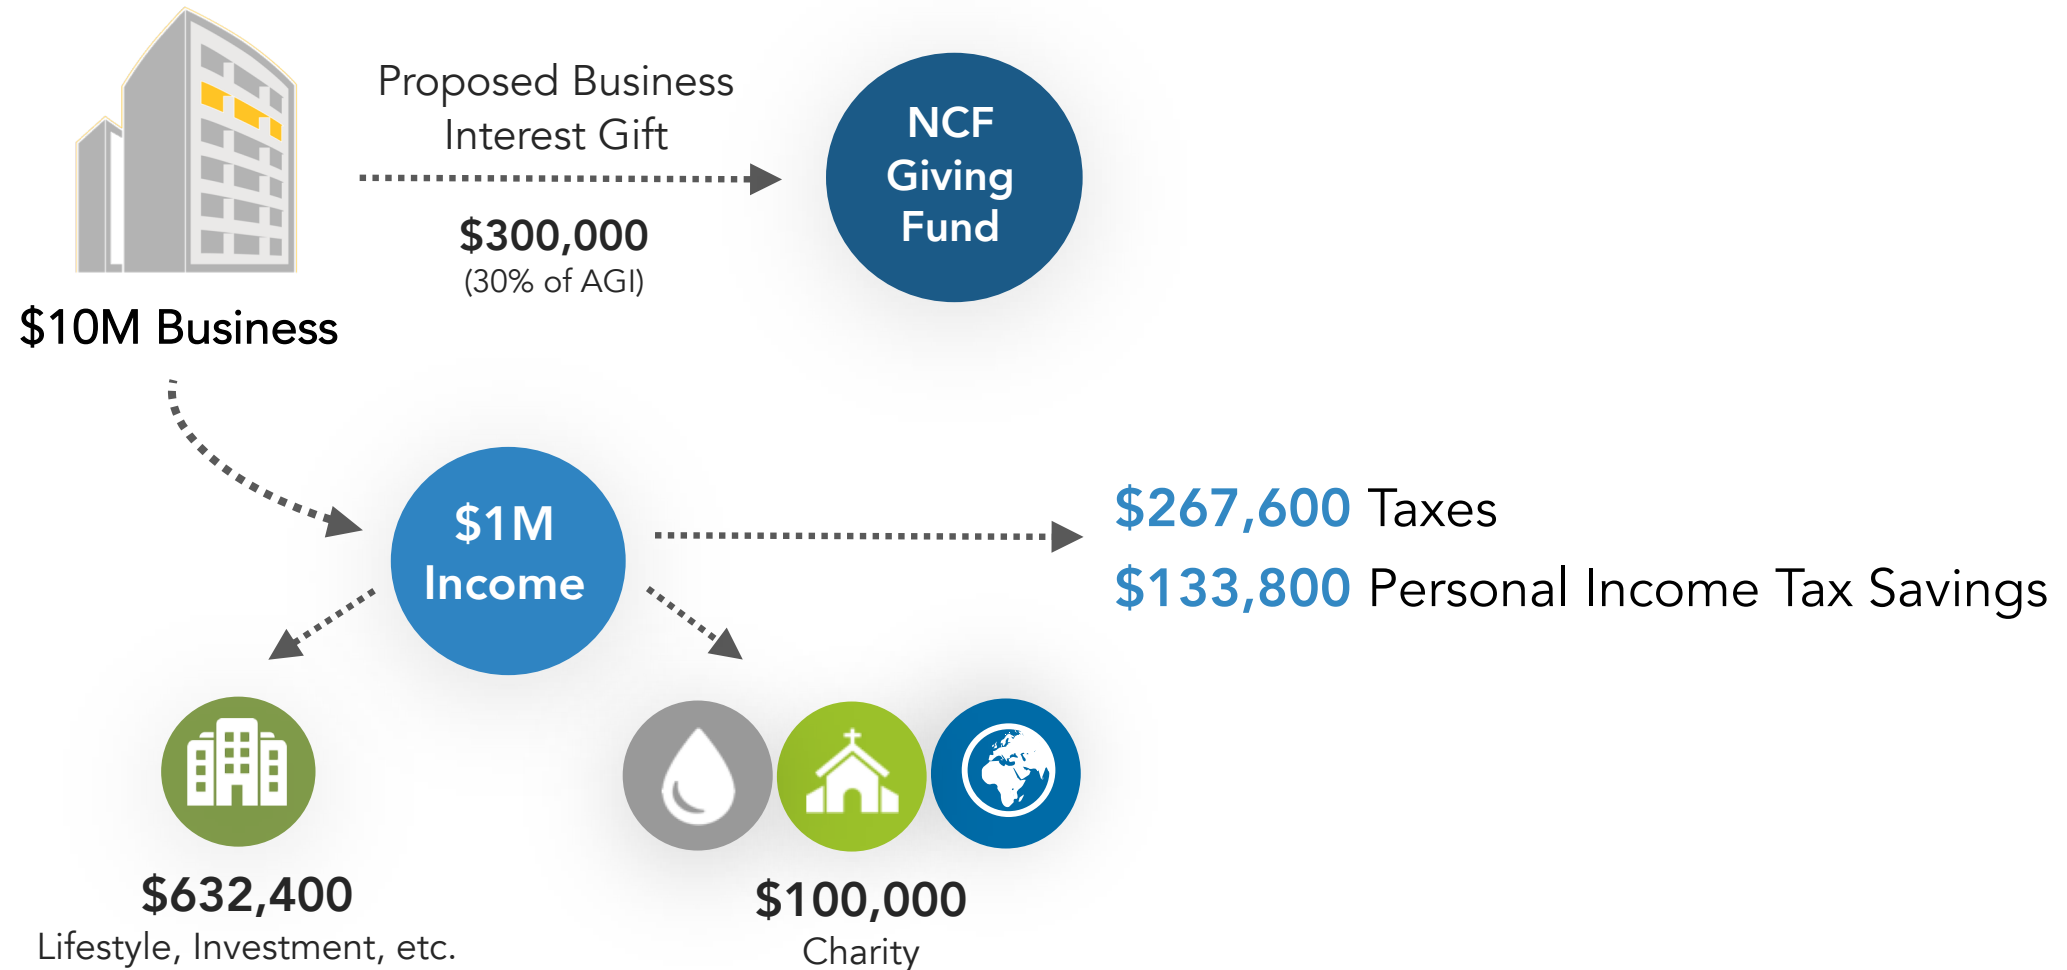 Proposed Business
Interest Gift
$300,000
(30% of AGI)
NCF
Giving
Fund
$10M Business
$1M
Income
$267,600 Taxes
$133,800 Personal Income Tax Savings
$632,400
Lifestyle, Investment, etc.
$100,000
Charity